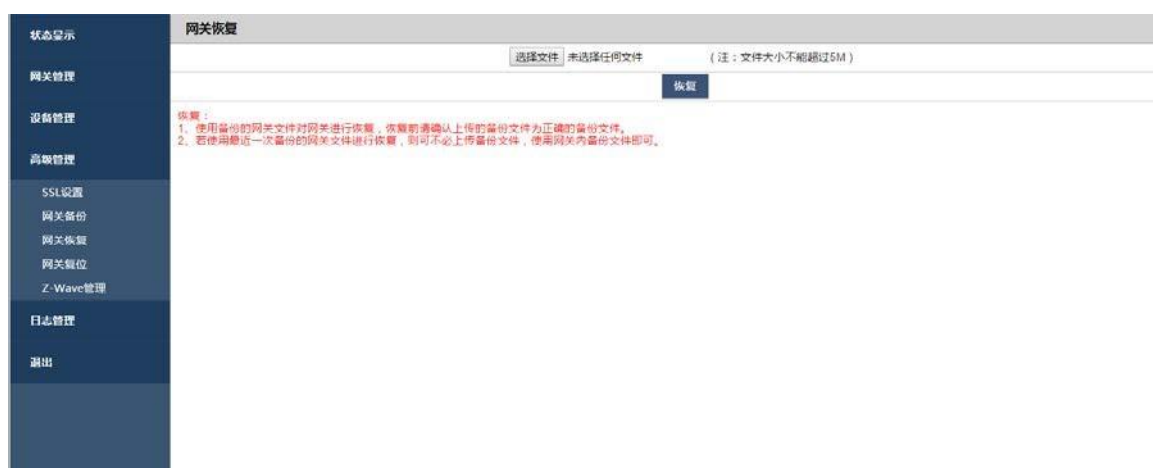 状态显示
网关管理
设备管理
高级管理
SSL设置
网关备份
网关恢复
网关复位
Z-Wave管理
日志管理
退出
网关恢复
选择文件 未选择任何文件 (注：文件大小不能超过5M)
恢复
恢复：
1、使用备份的网关文件对网关进行恢复，恢复前请确认上传的备份文件为正确的备份文件。
2、若使用最近一次备份的网关文件进行恢复，则可不必上传备份文件，使用网关内备份文件即可。